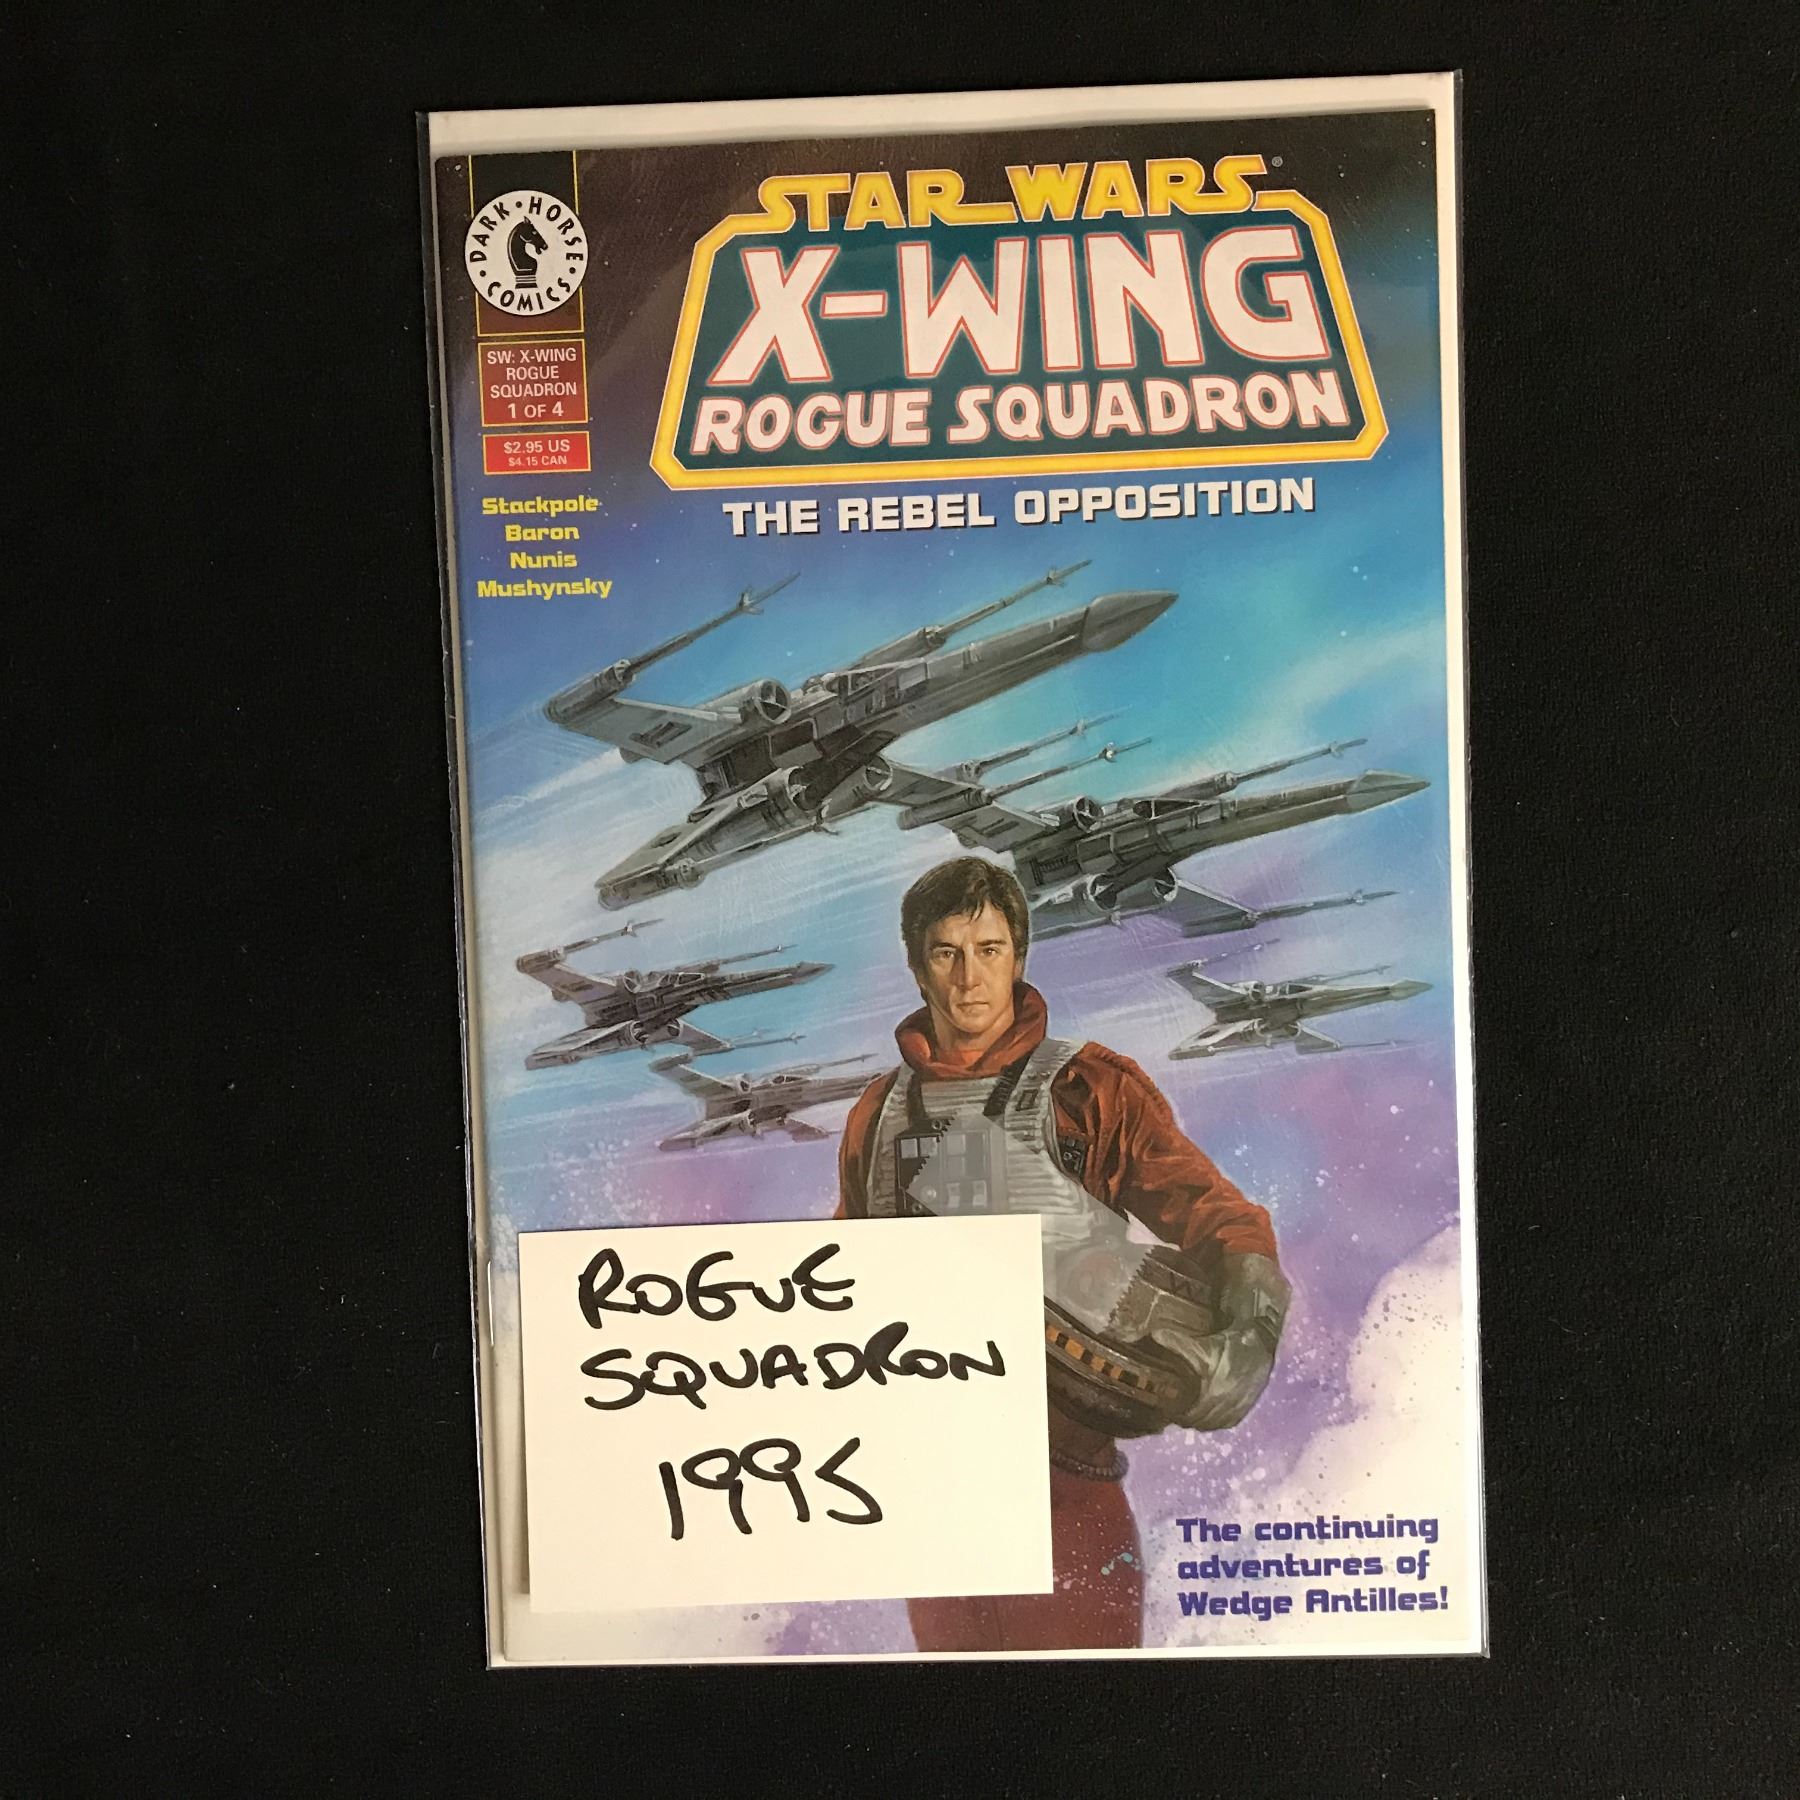 DARK • HORSE • COMICS •
SW: X-WING
ROGUE
SQUADRON
1 OF 4
$2.95 US
$4.15 CAN
Stackpole
Baron
Nunis
Mushynsky
STAR WARS®
X-WING
ROGUE SQUADRON
THE REBEL OPPOSITION
ROGUE
SQUADRON
1995
The continuing
adventures of
Wedge Antilles!